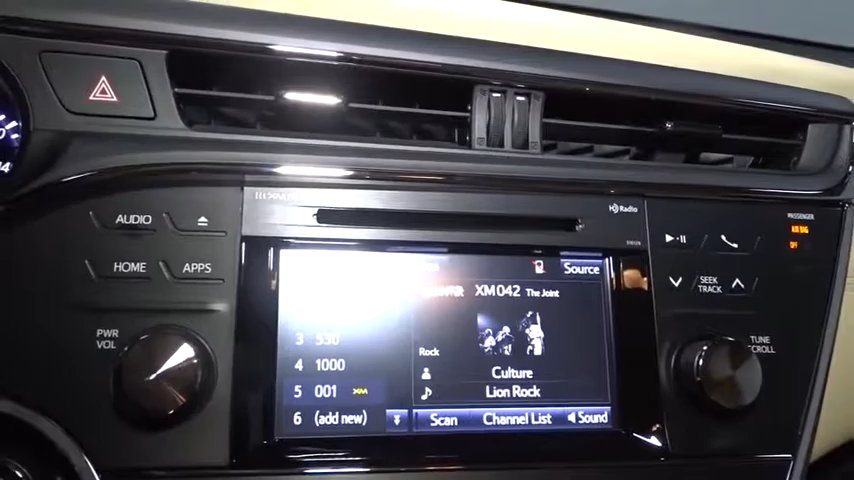 HD Radio
PASSENGER
AIR BAG
OFF
AUDIO
HOME
APPS
PWR
VOL
SEEK
TRACK
TUNE
SCROLL
Source
XM042 The Joint
3 530
4 1000
5 001 XM
6 (add new)
Rock
Culture
Lion Rock
Scan
Channel List
Sound